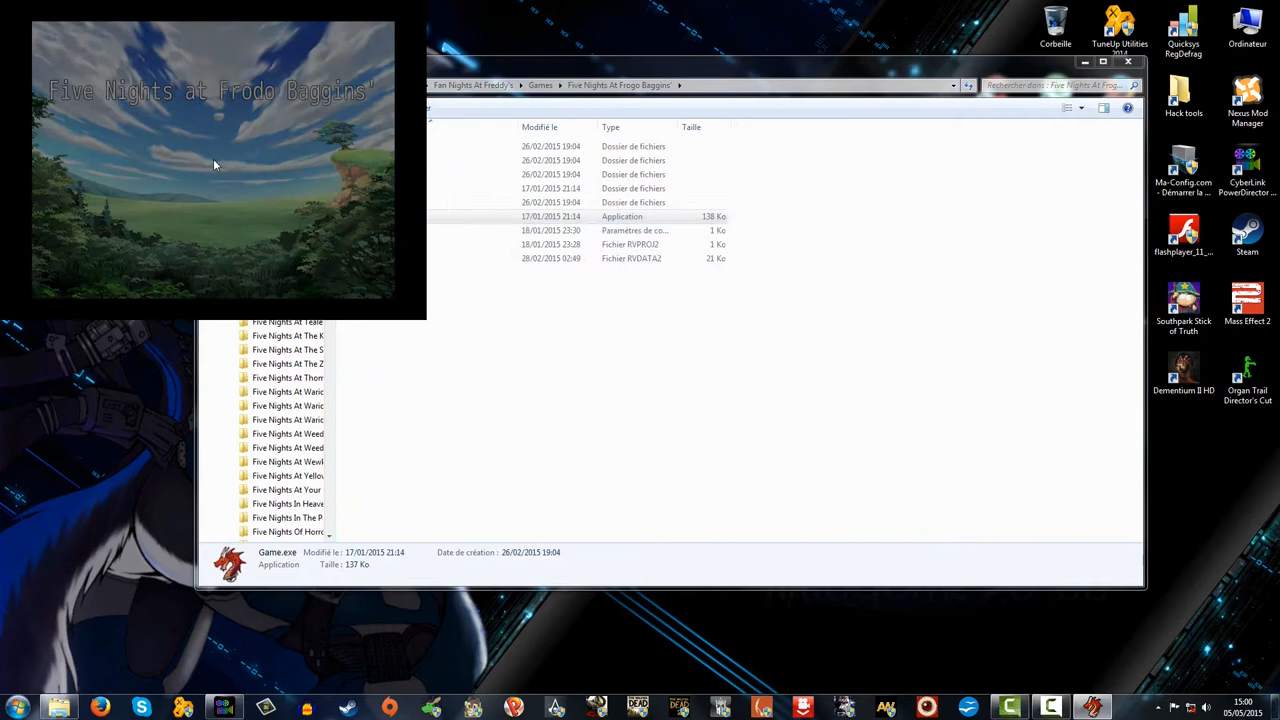 Five Nights at Frodo Baggins'
Corbeille
TuneUp Utilities
2014
Quicksys
RegDefrag
Ordinateur
Fan Nights At Freddy's
Games
Five Nights At Frogo Baggins'
Rechercher dans : Five Nights At Frog...
Modifié le
Type
Taille
26/02/2015 19:04 Dossier de fichiers
26/02/2015 19:04 Dossier de fichiers
26/02/2015 19:04 Dossier de fichiers
17/01/2015 21:14 Dossier de fichiers
26/02/2015 19:04 Dossier de fichiers
17/01/2015 21:14 Application 138 Ko
18/01/2015 23:30 Paramètres de co... 1 Ko
18/01/2015 23:28 Fichier RVPROJ2 1 Ko
28/02/2015 02:49 Fichier RVDATA2 21 Ko
Hack tools
Nexus Mod
Manager
Ma-Config.com
- Démarrer la ...
CyberLink
PowerDirector ...
flashplayer_11_...
Steam
Southpark Stick
of Truth
Mass Effect 2
Dementium II HD
Organ Trail
Director's Cut
Five Nights At Teale
Five Nights At The K
Five Nights At The S
Five Nights At The Z
Five Nights At Thom
Five Nights At Waric
Five Nights At Waric
Five Nights At Waric
Five Nights At Weed
Five Nights At Weed
Five Nights At Wewk
Five Nights At Yellov
Five Nights At Your
Five Nights In Heave
Five Nights In The P
Five Nights Of Horro
Game.exe Modifié le : 17/01/2015 21:14 Date de création : 26/02/2015 19:04
Application Taille : 137 Ko
15:00
05/05/2015